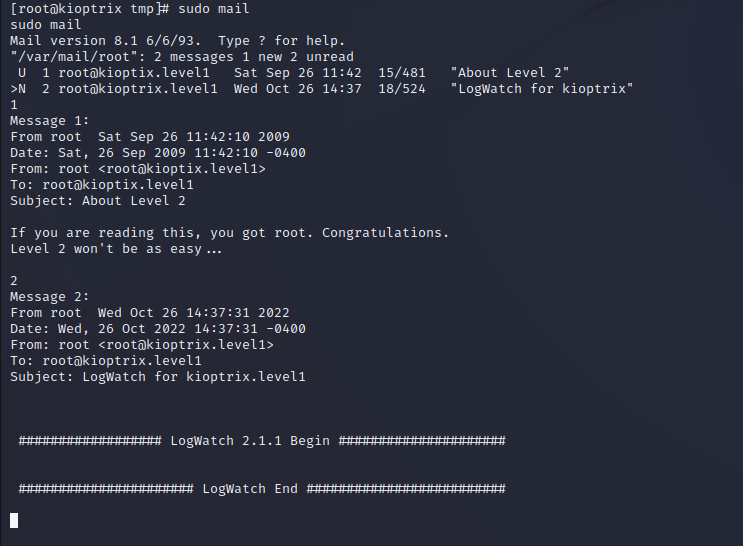 [root@kioptrix tmp]# sudo mail
sudo mail
Mail version 8.1 6/6/93.  Type ? for help.
"/var/mail/root": 2 messages 1 new 2 unread
 U  1 root@kioptix.level1   Sat Sep 26 11:42  15/481   "About Level 2"
>N  2 root@kioptrix.level1  Wed Oct 26 14:37  18/524   "LogWatch for kioptrix"
1
Message 1:
From root  Sat Sep 26 11:42:10 2009
Date: Sat, 26 Sep 2009 11:42:10 -0400
From: root <root@kioptix.level1>
To: root@kioptix.level1
Subject: About Level 2

If you are reading this, you got root. Congratulations.
Level 2 won't be as easy...

2
Message 2:
From root  Wed Oct 26 14:37:31 2022
Date: Wed, 26 Oct 2022 14:37:31 -0400
From: root <root@kioptrix.level1>
To: root@kioptrix.level1
Subject: LogWatch for kioptrix.level1

 ################## LogWatch 2.1.1 Begin #####################

 ###################### LogWatch End #########################